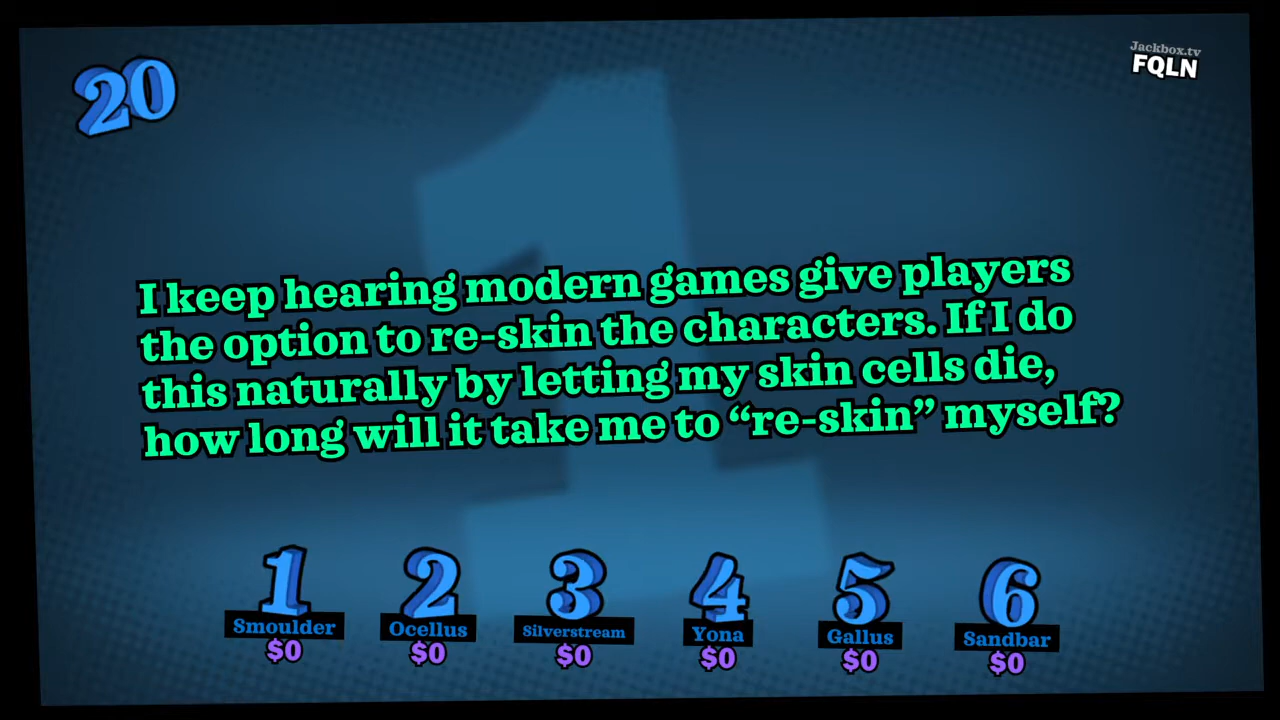 20
Jackbox.tv
FQLN
I keep hearing modern games give players
the option to re-skin the characters. If I do
this naturally by letting my skin cells die,
how long will it take me to “re-skin” myself?
1
2
3
4
5
6
Smoulder
Ocellus
Silverstream
Yona
Gallus
Sandbar
$0
$0
$0
$0
$0
$0